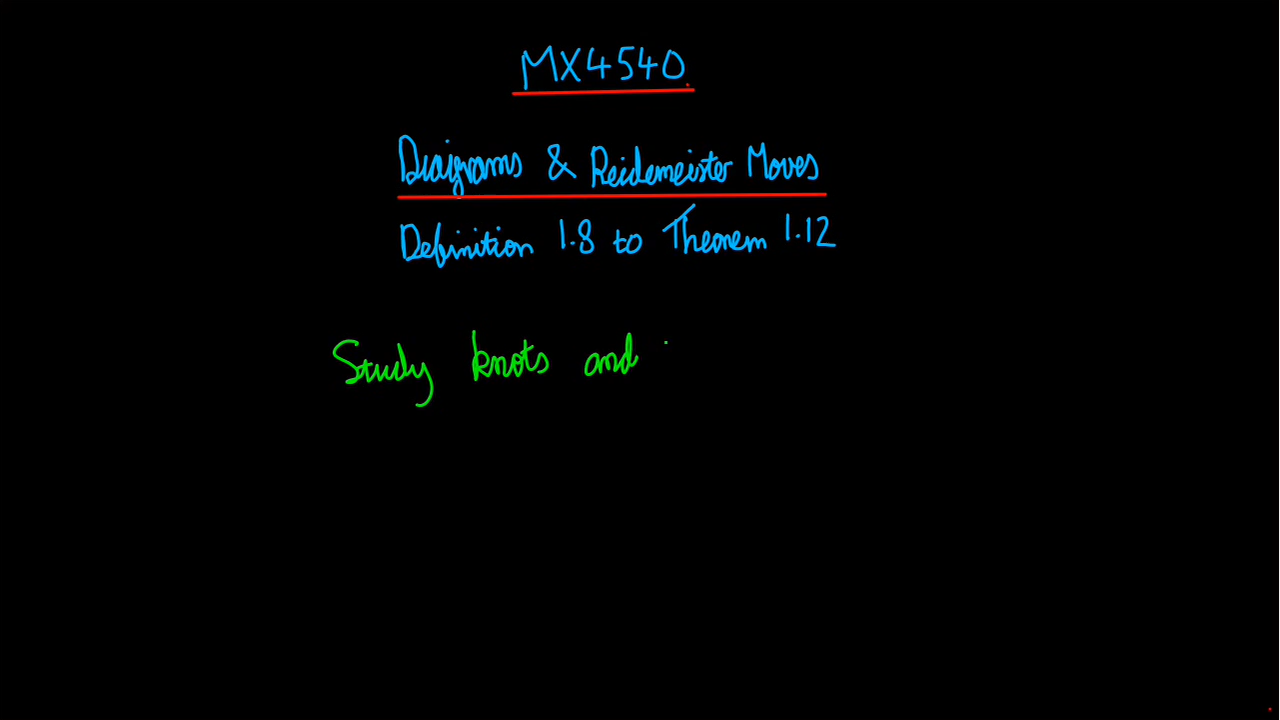 MX4540
Diagrams & Reidemeister Moves
Definition 1.8 to Theorem 1.12
Study knots and